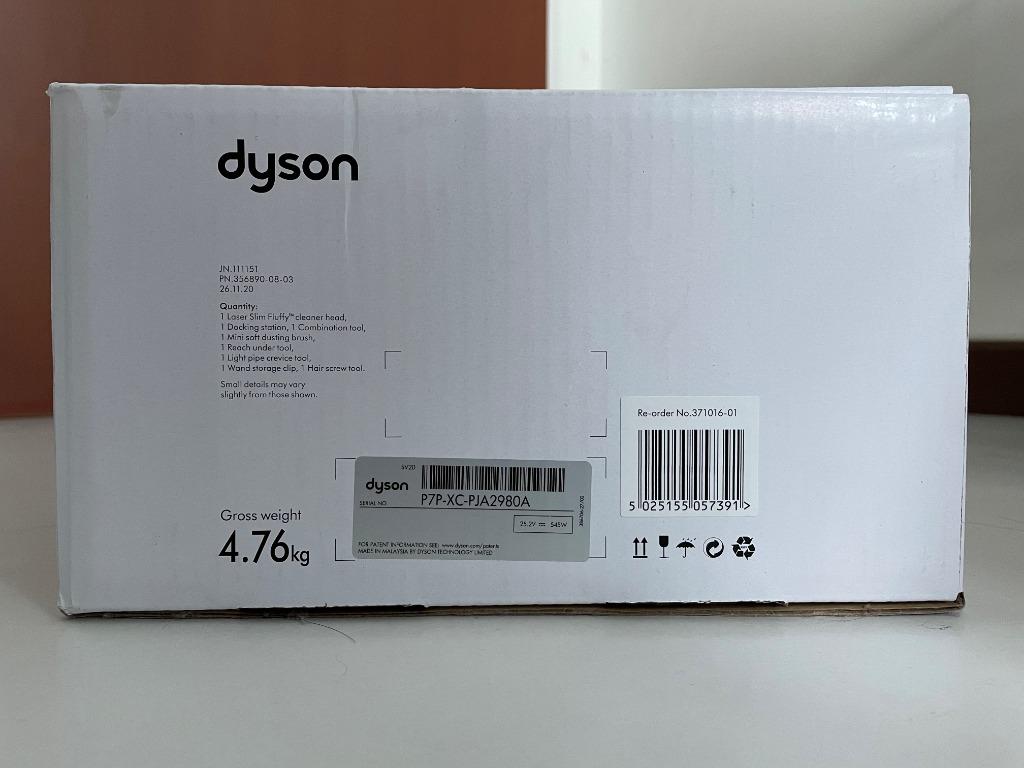 dyson
JN.111151
PN.356890-08-03
26.11.20
Quantity:
1 Laser Slim Fluffy™ cleaner head,
1 Docking station, 1 Combination tool,
1 Mini soft dusting brush,
1 Reach under tool,
1 Light pipe crevice tool,
1 Wand storage clip, 1 Hair screw tool.
Small details may vary
slightly from those shown.
Gross weight
4.76kg
SV20
dyson
SERIAL NO.
P7P-XC-PJA2980A
25.2V ⎓ 545W
FOR PATENT INFORMATION SEE: www.dyson.com/patents
MADE IN MALAYSIA BY DYSON TECHNOLOGY LIMITED
Re-order No.371016-01
5 025155 057391 >